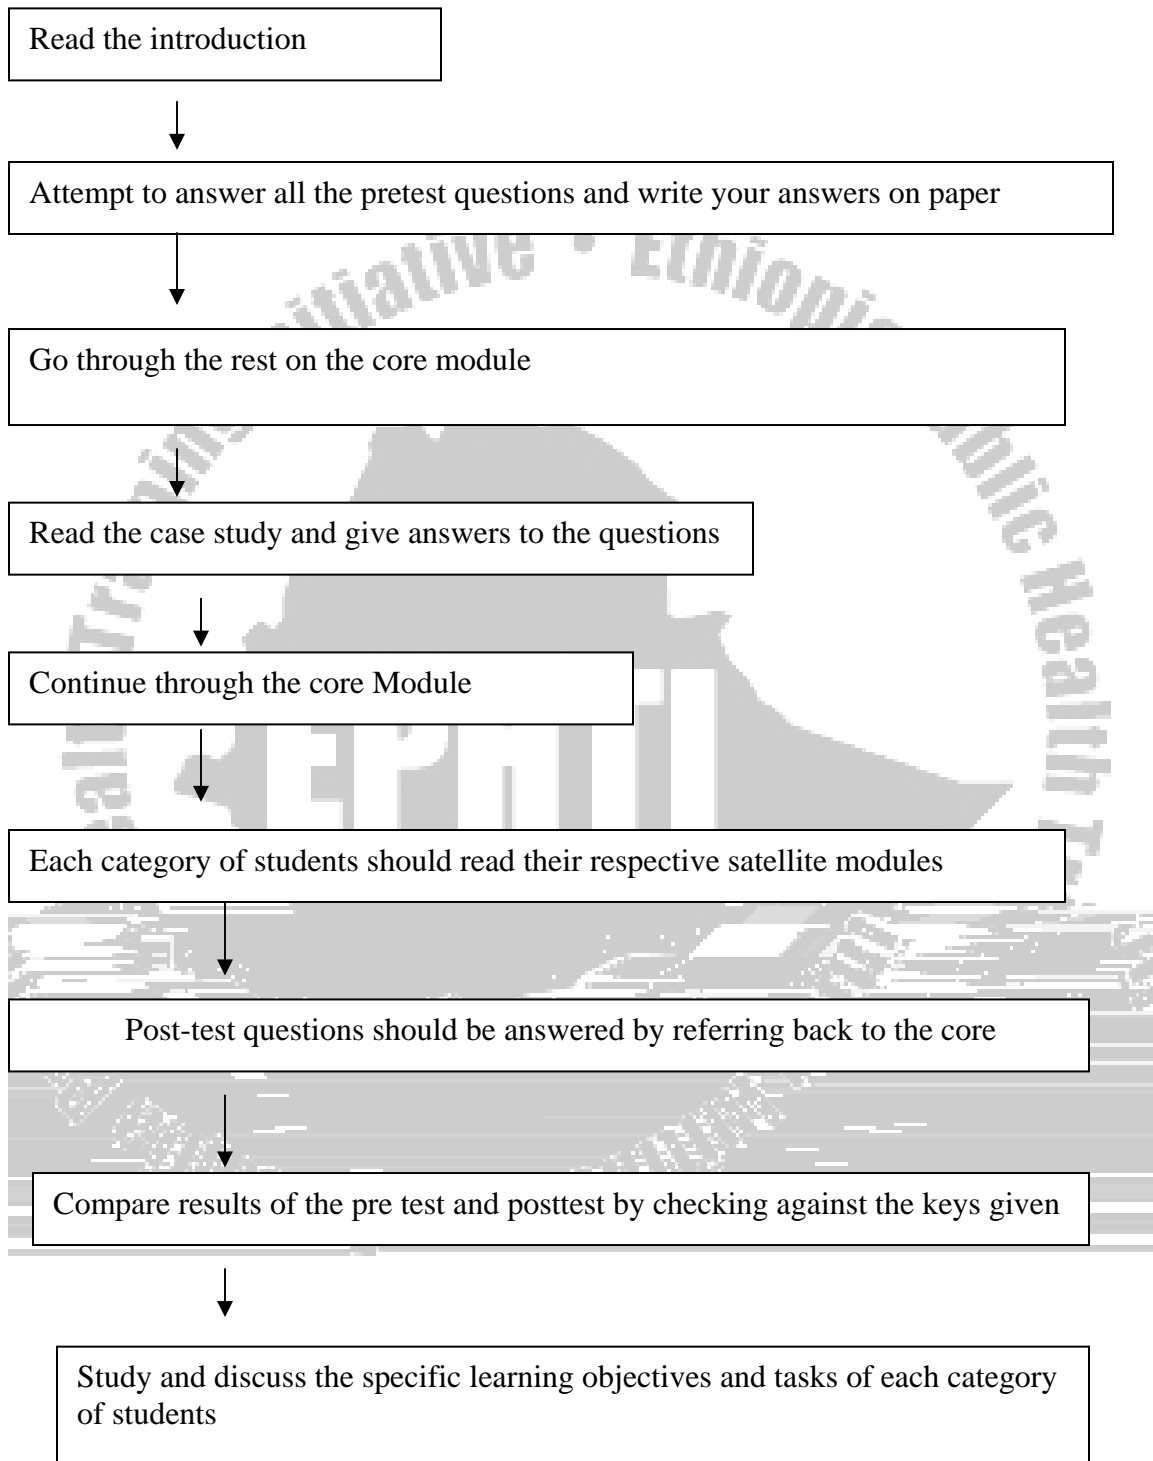 Read the introduction
Attempt to answer all the pretest questions and write your answers on paper
Go through the rest on the core module
Read the case study and give answers to the questions
Continue through the core Module
Each category of students should read their respective satellite modules
Post-test questions should be answered by referring back to the core
Compare results of the pre test and posttest by checking against the keys given
Study and discuss the specific learning objectives and tasks of each category
of students